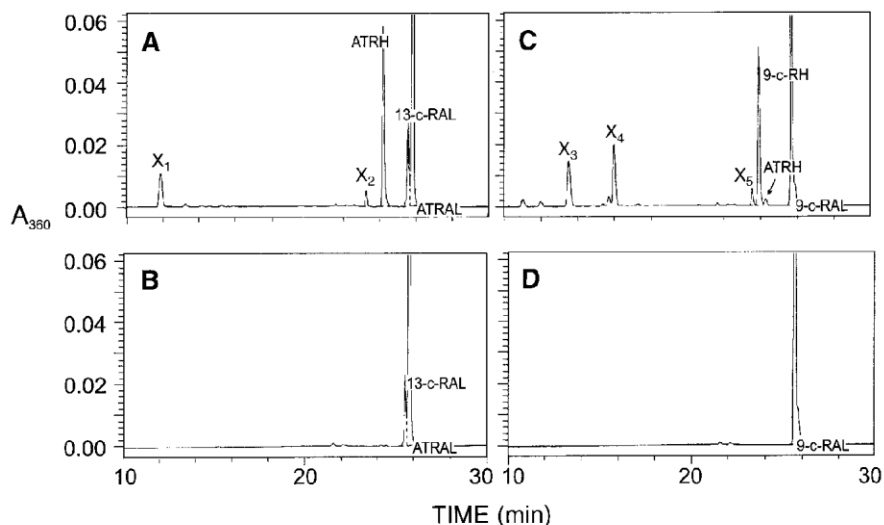 A
ATRH
13-c-RAL
X1
X2
ATRAL
0.06
0.04
0.02
0.00
A360
C
9-c-RH
X3
X4
X5
ATRH
9-c-RAL
B
13-c-RAL
ATRAL
0.06
0.04
0.02
0.00
10 20 30
D
9-c-RAL
10 20 30
TIME (min)